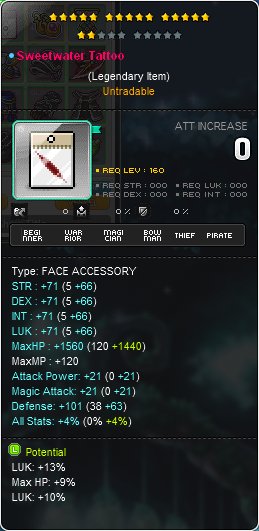 Sweetwater Tattoo
(Legendary Item)
Untradable
ATT INCREASE
0
REQ LEV : 160
REQ STR : 000 REQ LUK : 000
REQ DEX : 000 REQ INT : 000
0 0 % 0 %
BEGINNER WARRIOR MAGICIAN BOWMAN THIEF PIRATE
Type: FACE ACCESSORY
STR : +71 (5 +66)
DEX : +71 (5 +66)
INT : +71 (5 +66)
LUK : +71 (5 +66)
MaxHP : +1560 (120 +1440)
MaxMP : +120
Attack Power: +21 (0 +21)
Magic Attack: +21 (0 +21)
Defense: +101 (38 +63)
All Stats: +4% (0% +4%)
L Potential
LUK: +13%
Max HP: +9%
LUK: +10%